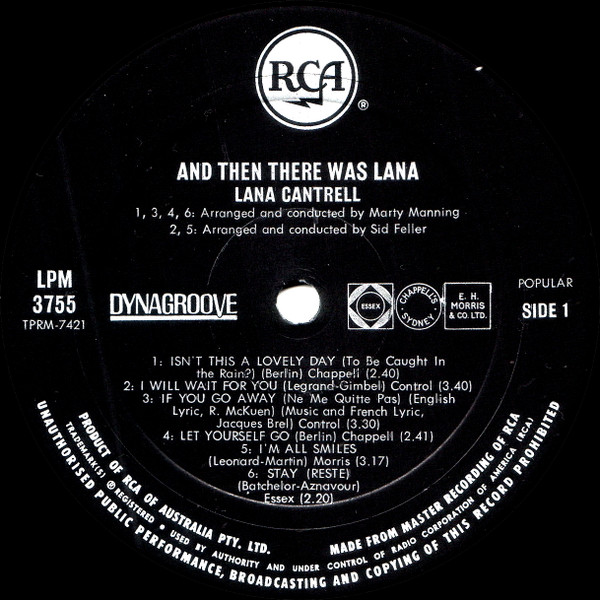 RCA
®
AND THEN THERE WAS LANA
LANA CANTRELL
1, 3, 4, 6: Arranged and conducted by Marty Manning
2, 5: Arranged and conducted by Sid Feller
LPM
3755
TPRM-7421
DYNAGROOVE
ESSEX
CHAPPELL'S
SYDNEY.
E. H.
MORRIS
& CO. LTD.
POPULAR
SIDE 1
1: ISN'T THIS A LOVELY DAY (To Be Caught In
the Rain?) (Berlin) Chappell (2.40)
2: I WILL WAIT FOR YOU (Legrand-Gimbel) Control (3.40)
3: IF YOU GO AWAY (Ne Me Quitte Pas) (English
Lyric, R. McKuen) (Music and French Lyric,
Jacques Brel) Control (3.30)
4: LET YOURSELF GO (Berlin) Chappell (2.41)
5: I'M ALL SMILES
(Leonard-Martin) Morris (3.17)
6: STAY (RESTE)
(Batchelor-Aznavour)
Essex (2.20)
PRODUCT OF RCA OF AUSTRALIA PTY. LTD. MADE FROM MASTER RECORDING OF RCA
TRADEMARK(S) ® REGISTERED • USED BY AUTHORITY AND UNDER CONTROL OF RADIO CORPORATION OF AMERICA (RCA)
UNAUTHORISED PUBLIC PERFORMANCE, BROADCASTING AND COPYING OF THIS RECORD PROHIBITED